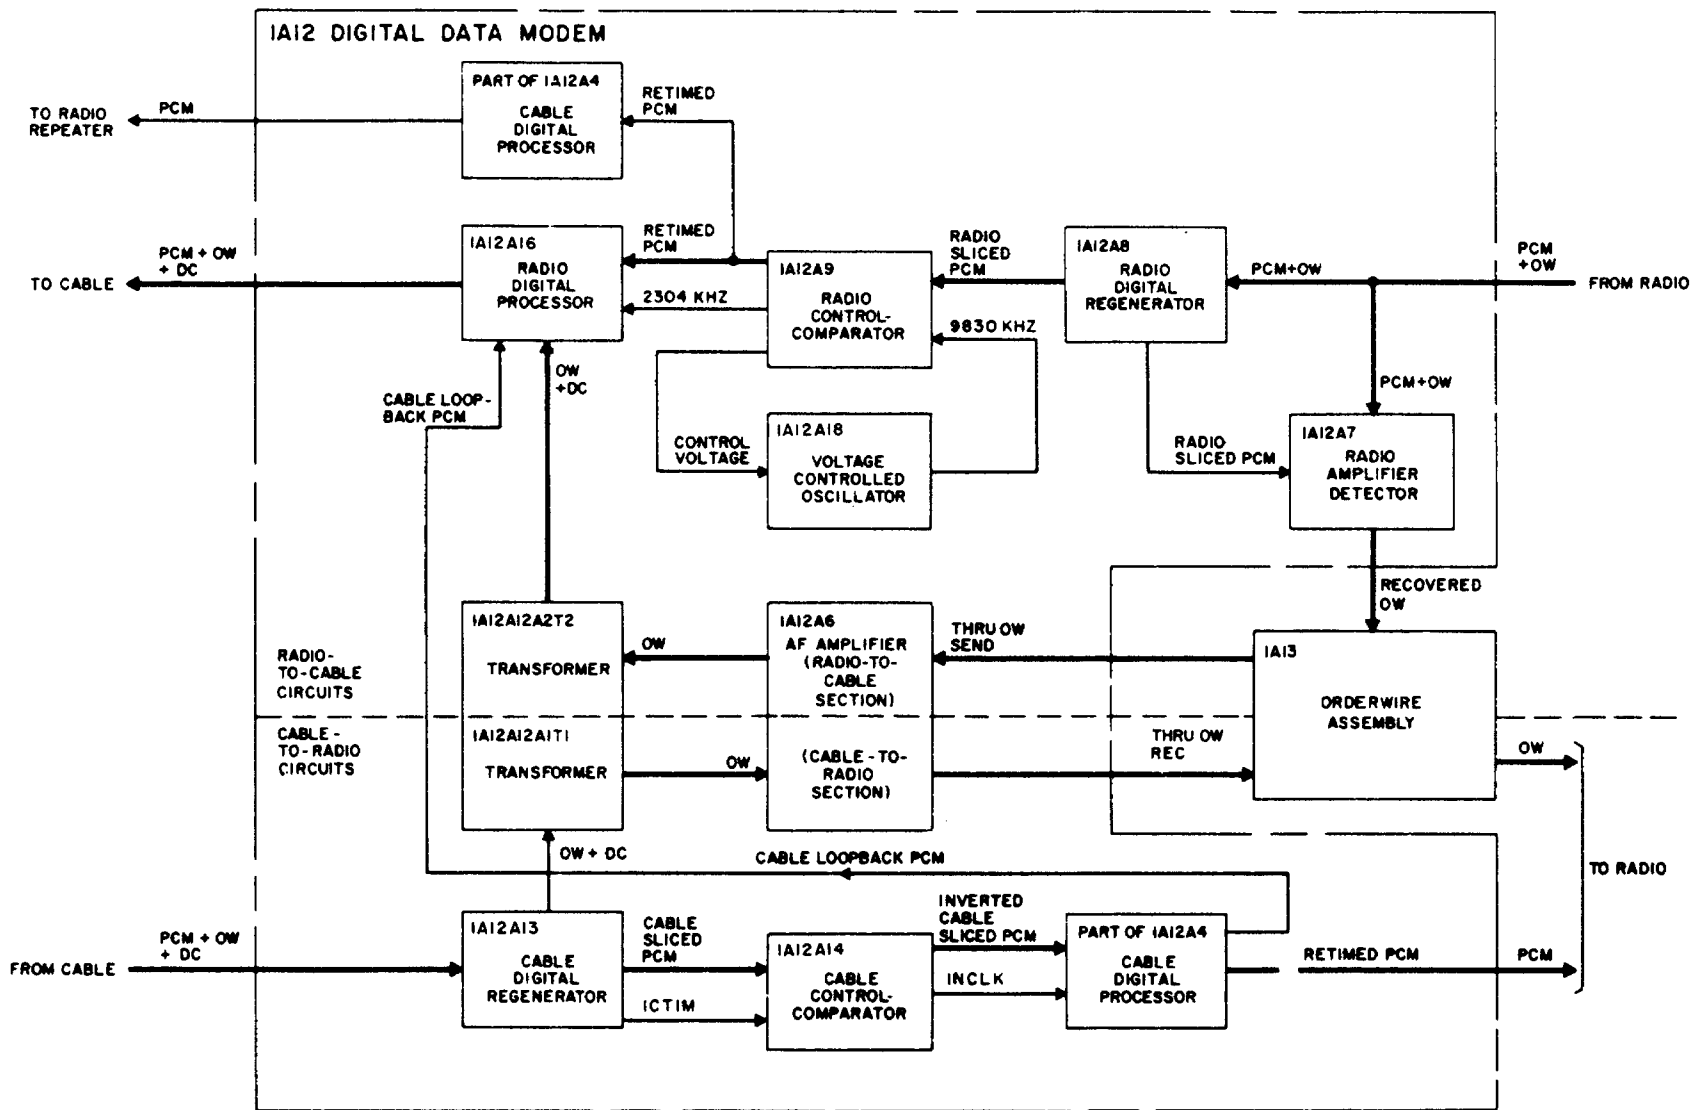 1A12 DIGITAL DATA MODEM
PART OF 1A12A4
CABLE
DIGITAL
PROCESSOR
RETIMED
PCM
PCM
TO RADIO
REPEATER
1A12A16
RADIO
DIGITAL
PROCESSOR
RETIMED
PCM
2304 KHZ
PCM + OW
+ DC
TO CABLE
1A12A9
RADIO
CONTROL-
COMPARATOR
RADIO
SLICED
PCM
9830 KHZ
1A12A8
RADIO
DIGITAL
REGENERATOR
PCM+OW
PCM
+OW
FROM RADIO
OW
+DC
CABLE LOOP-
BACK PCM
CONTROL
VOLTAGE
1A12A18
VOLTAGE
CONTROLLED
OSCILLATOR
PCM+OW
RADIO
SLICED PCM
1A12A7
RADIO
AMPLIFIER
DETECTOR
RECOVERED
OW
1A12A12A2T2
TRANSFORMER
OW
1A12A6
AF AMPLIFIER
(RADIO-TO-
CABLE
SECTION)
THRU OW
SEND
1A13
ORDERWIRE
ASSEMBLY
RADIO-
TO-CABLE
CIRCUITS
CABLE-
TO-RADIO
CIRCUITS
1A12A12A1T1
TRANSFORMER
OW
(CABLE-TO-
RADIO
SECTION)
THRU OW
REC
OW
TO RADIO
OW + DC
CABLE LOOPBACK PCM
FROM CABLE
PCM + OW
+ DC
1A12A13
CABLE
DIGITAL
REGENERATOR
CABLE
SLICED
PCM
1CTIM
1A12A14
CABLE
CONTROL-
COMPARATOR
INVERTED
CABLE
SLICED PCM
INCLK
PART OF 1A12A4
CABLE
DIGITAL
PROCESSOR
RETIMED PCM
PCM